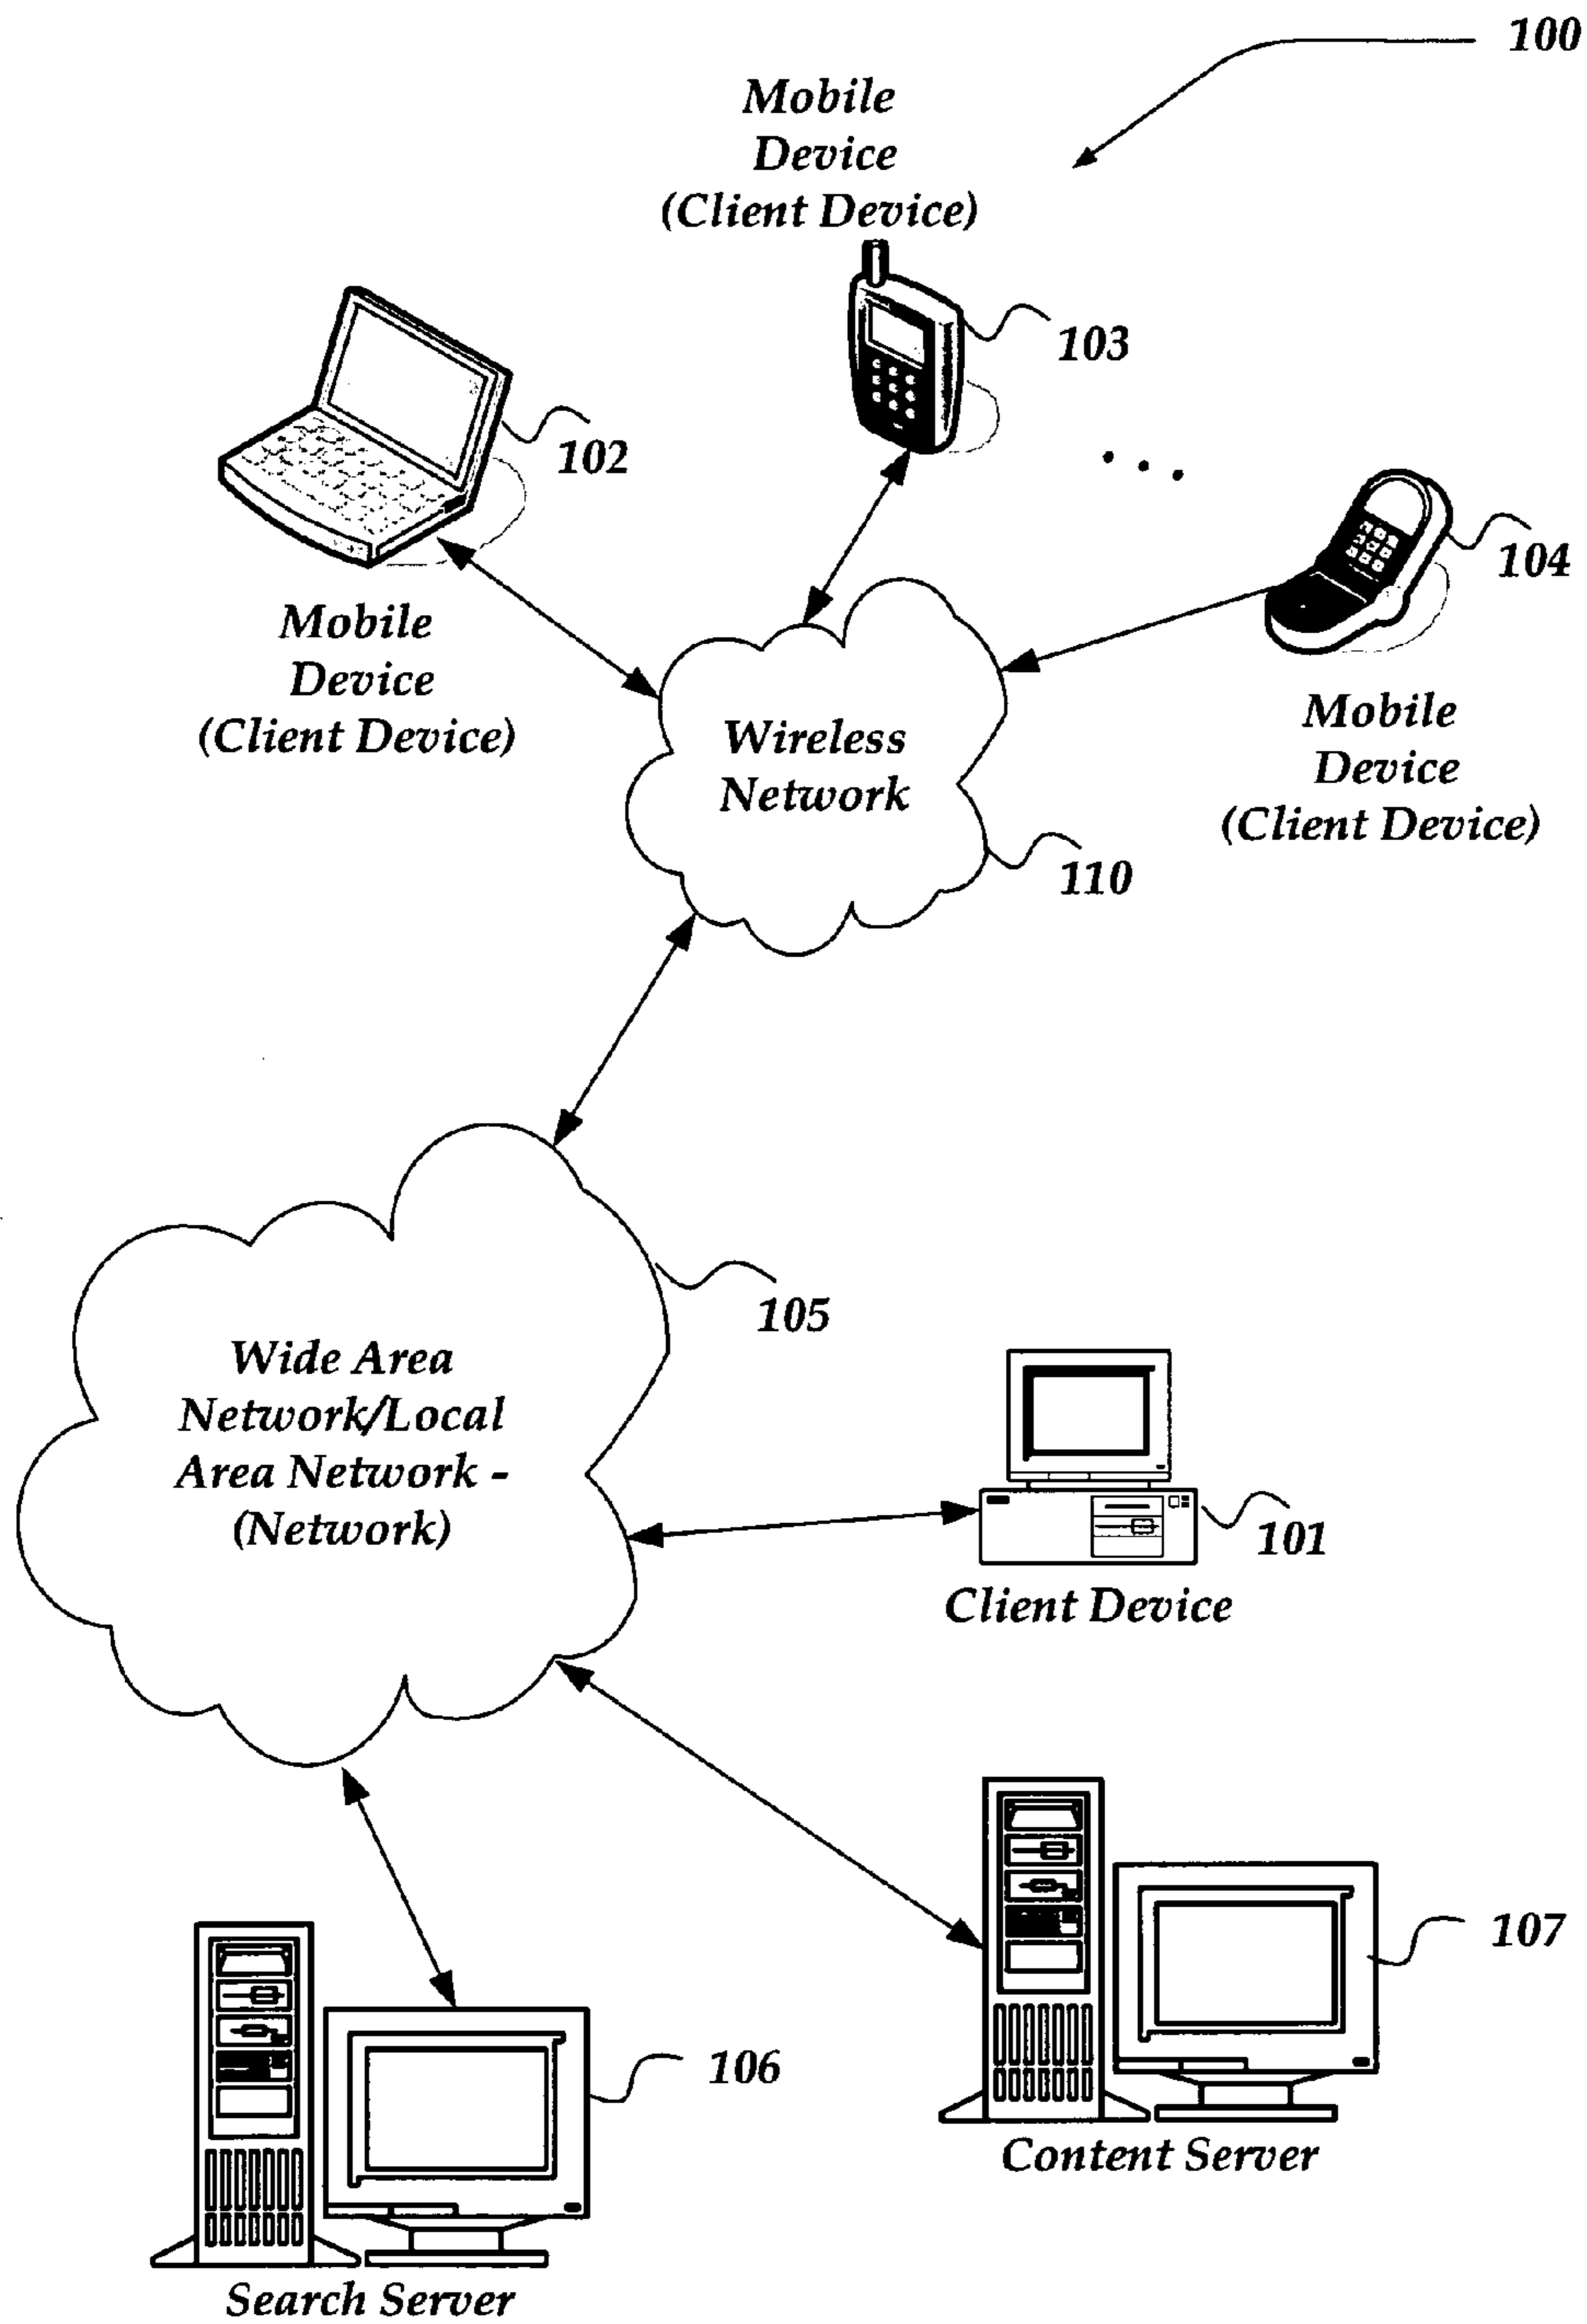 100
Mobile
Device
(Client Device)
103
102
104
Mobile
Device
(Client Device)
Mobile
Device
(Client Device)
Wireless
Network
110
105
Wide Area
Network/Local
Area Network -
(Network)
101
Client Device
107
Content Server
106
Search Server